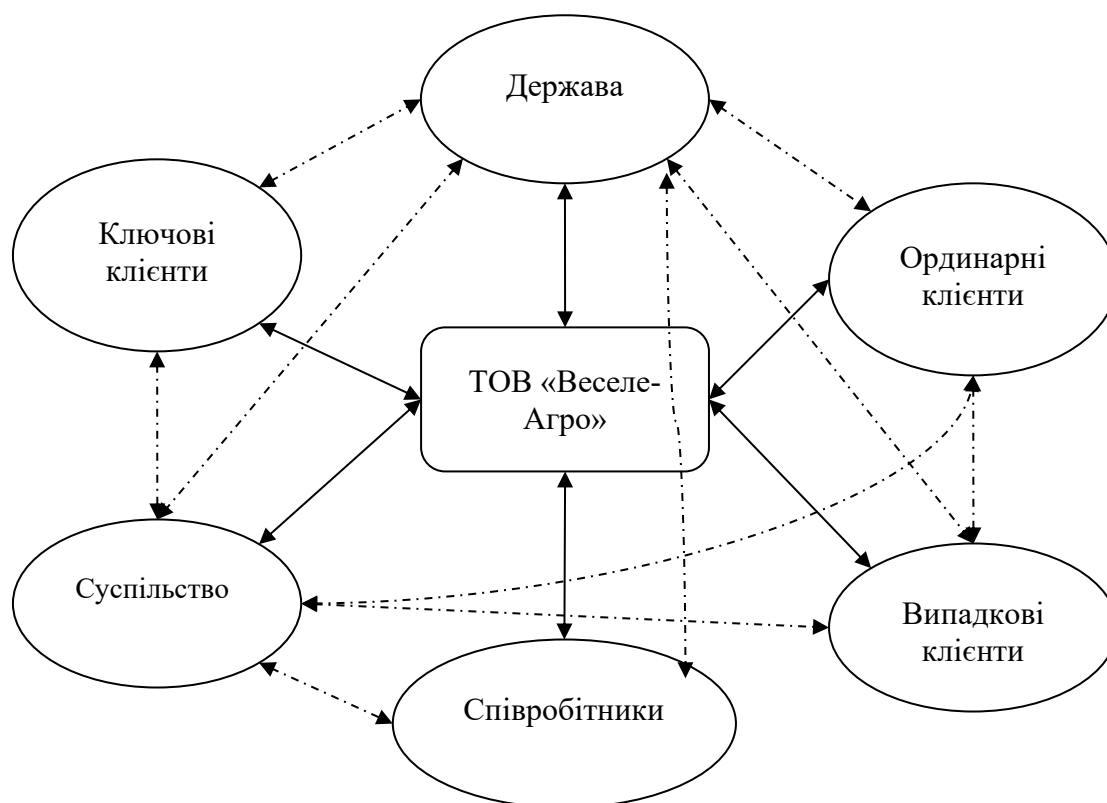 Держава
Ключові
клієнти
Ординарні
клієнти
ТОВ «Веселе-
Агро»
Суспільство
Випадкові
клієнти
Співробітники